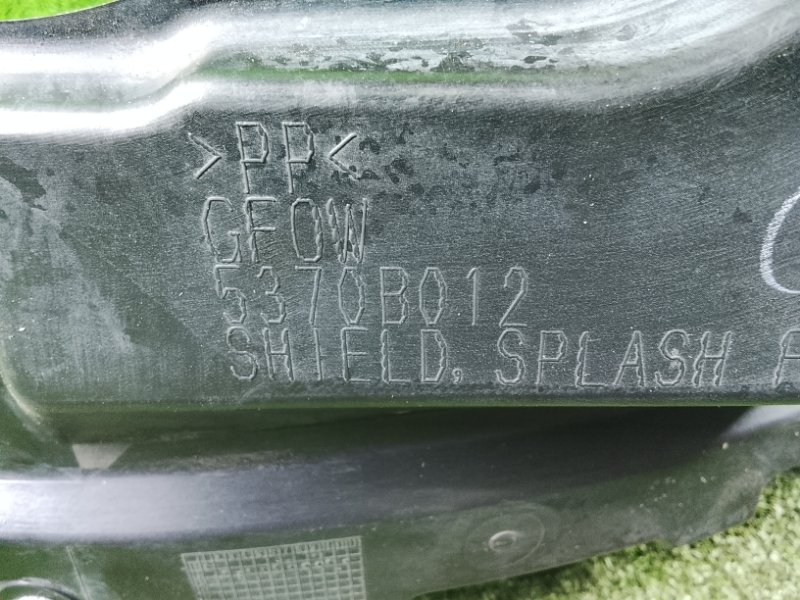 >PP<
GF0W
5370B012
SHIELD, SPLASH